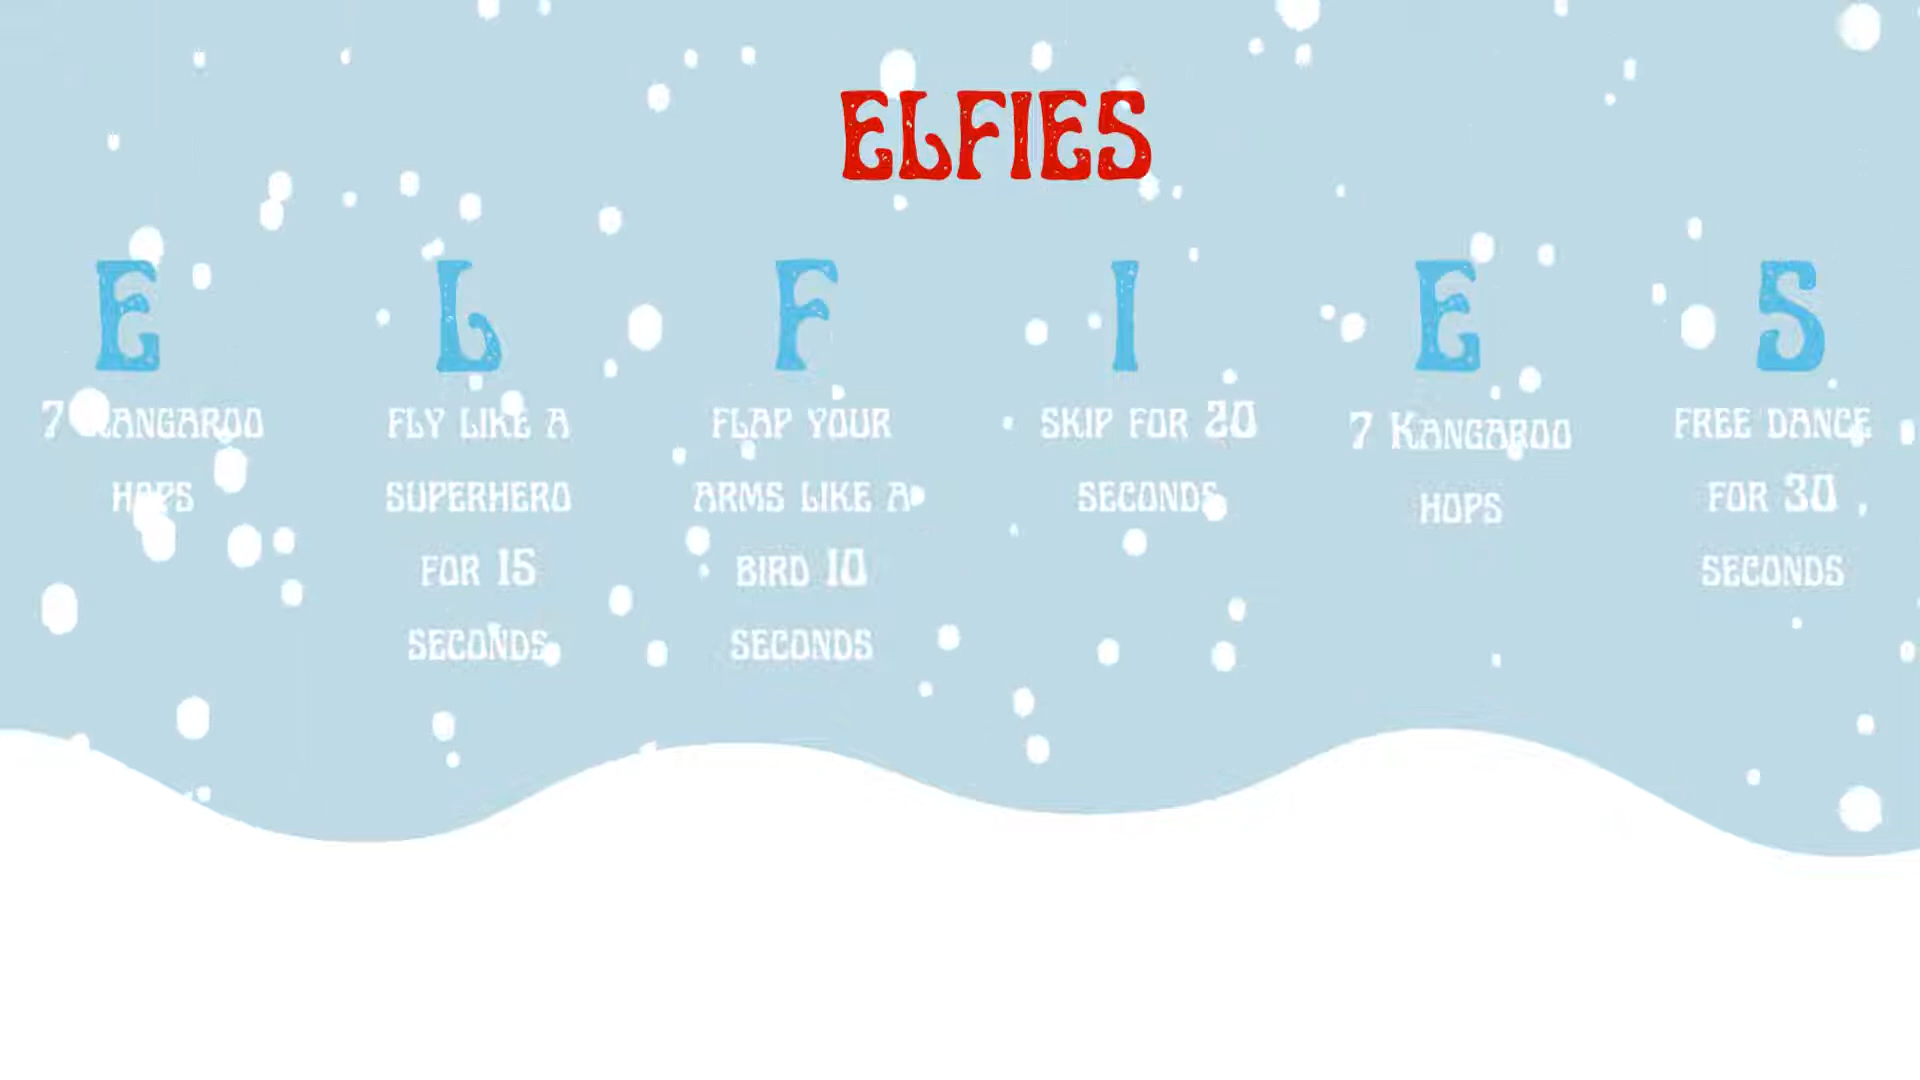 ELFIES
E L F I E S
7 Kangaroo
hops
fly like a
superhero
for 15
seconds
flap your
arms like a
bird 10
seconds
skip for 20
seconds
7 Kangaroo
hops
free dance
for 30
seconds